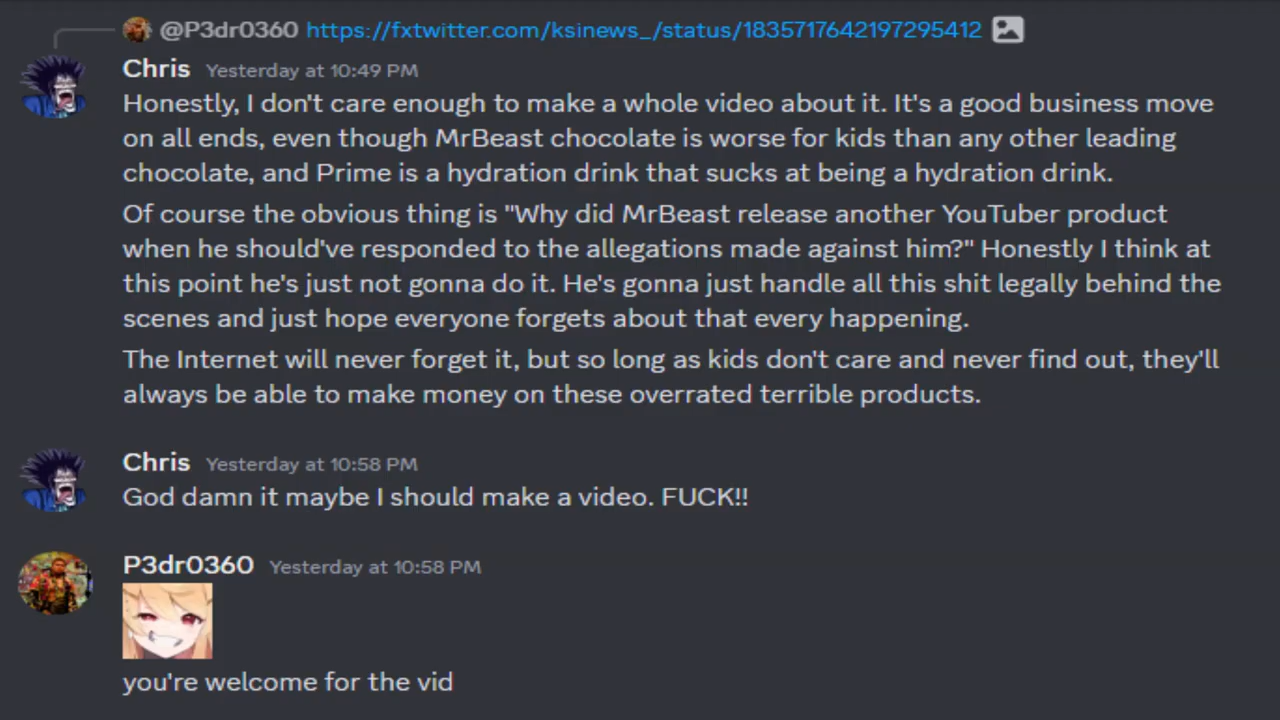 @P3dr0360 https://fxtwitter.com/ksinews_/status/1835717642197295412
Chris Yesterday at 10:49 PM
Honestly, I don't care enough to make a whole video about it. It's a good business move
on all ends, even though MrBeast chocolate is worse for kids than any other leading
chocolate, and Prime is a hydration drink that sucks at being a hydration drink.
Of course the obvious thing is "Why did MrBeast release another YouTuber product
when he should've responded to the allegations made against him?" Honestly I think at
this point he's just not gonna do it. He's gonna just handle all this shit legally behind the
scenes and just hope everyone forgets about that every happening.
The Internet will never forget it, but so long as kids don't care and never find out, they'll
always be able to make money on these overrated terrible products.
Chris Yesterday at 10:58 PM
God damn it maybe I should make a video. FUCK!!
P3dr0360 Yesterday at 10:58 PM
you're welcome for the vid